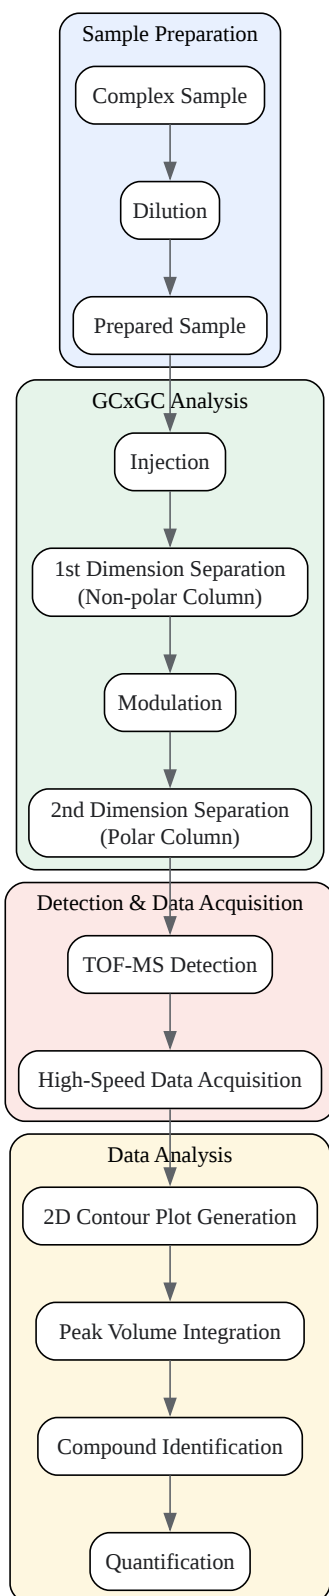 Sample Preparation
Complex Sample
Dilution
Prepared Sample
GCxGC Analysis
Injection
1st Dimension Separation
(Non-polar Column)
Modulation
2nd Dimension Separation
(Polar Column)
Detection & Data Acquisition
TOF-MS Detection
High-Speed Data Acquisition
Data Analysis
2D Contour Plot Generation
Peak Volume Integration
Compound Identification
Quantification